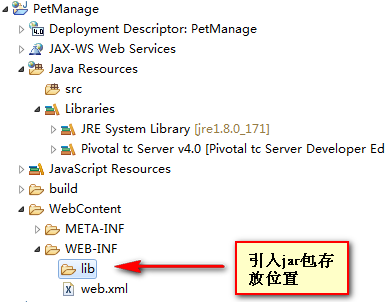 PetManage
Deployment Descriptor: PetManage
JAX-WS Web Services
Java Resources
src
Libraries
JRE System Library [jre1.8.0_171]
Pivotal tc Server v4.0 [Pivotal tc Server Developer Ed
JavaScript Resources
build
WebContent
META-INF
WEB-INF
lib
引入jar包存
放位置
web.xml